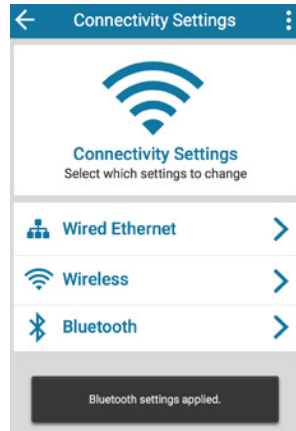 Connectivity Settings
Connectivity Settings
Select which settings to change
Wired Ethernet
Wireless
Bluetooth
Bluetooth settings applied.